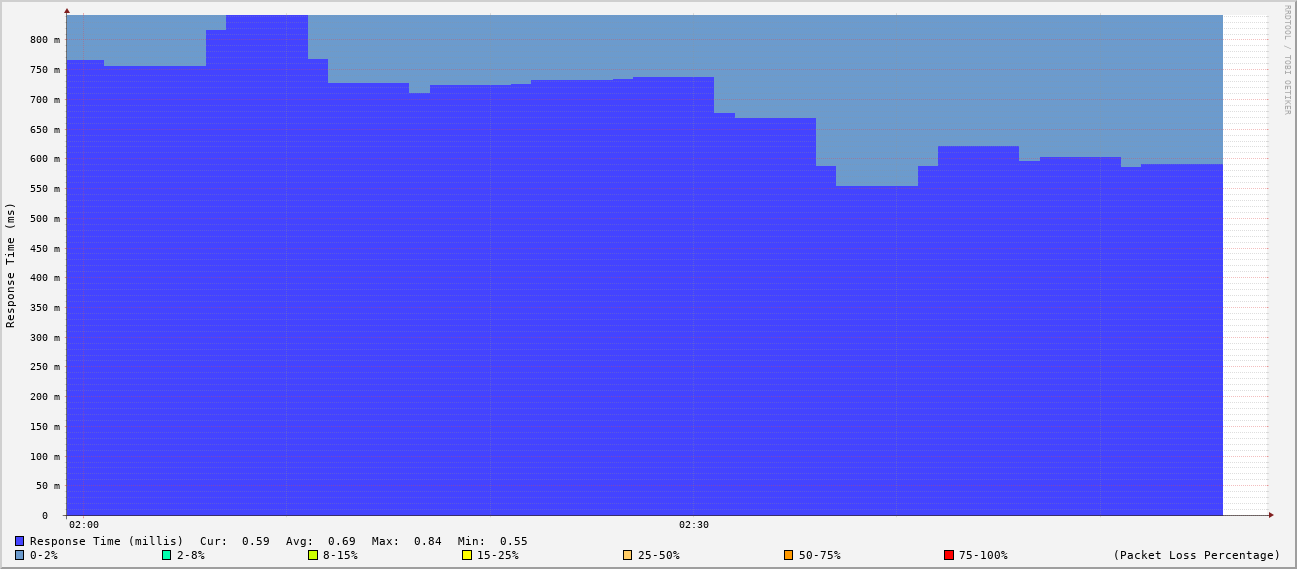 RRDTOOL / TOBI OETIKER
Response Time (ms)
800 m
750 m
700 m
650 m
600 m
550 m
500 m
450 m
400 m
350 m
300 m
250 m
200 m
150 m
100 m
50 m
0
02:00 02:30
Response Time (millis) Cur: 0.59 Avg: 0.69 Max: 0.84 Min: 0.55
0-2% 2-8% 8-15% 15-25% 25-50% 50-75% 75-100% (Packet Loss Percentage)